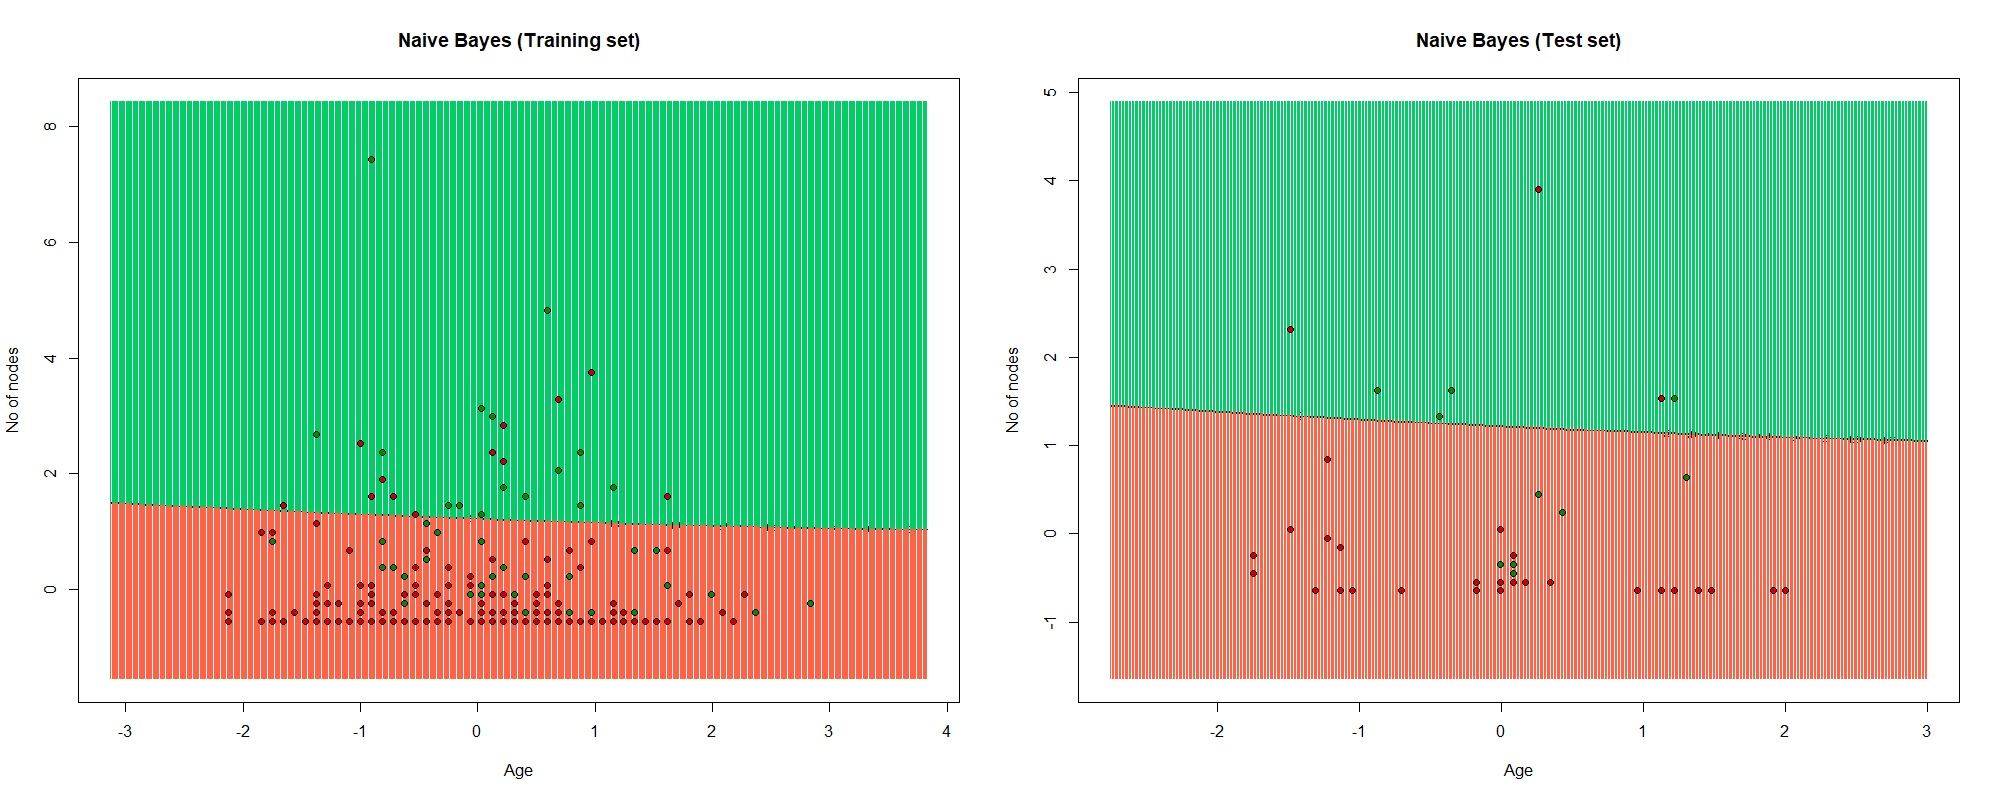 Naive Bayes (Training set)
No of nodes
8
6
4
2
0
-3 -2 -1 0 1 2 3 4
Age
Naive Bayes (Test set)
No of nodes
5
4
3
2
1
0
-1
-2 -1 0 1 2 3
Age